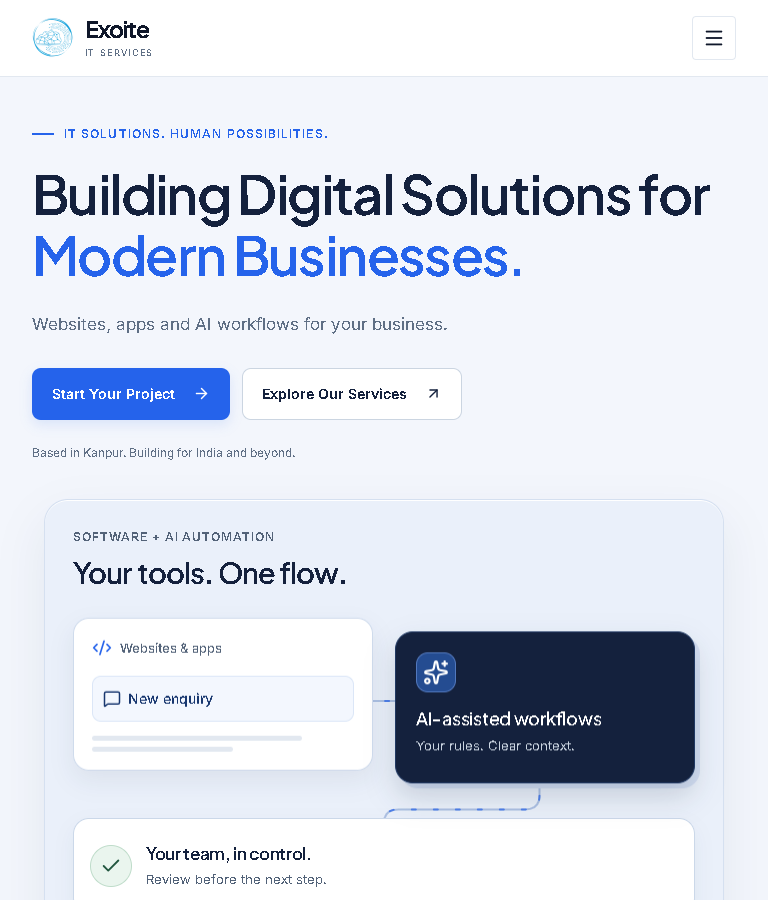 Exoite
IT SERVICES
IT SOLUTIONS. HUMAN POSSIBILITIES.
Building Digital Solutions for
Modern Businesses.
Websites, apps and AI workflows for your business.
Start Your Project
Explore Our Services
Based in Kanpur. Building for India and beyond.
SOFTWARE + AI AUTOMATION
Your tools. One flow.
Websites & apps
New enquiry
AI-assisted workflows
Your rules. Clear context.
Your team, in control.
Review before the next step.